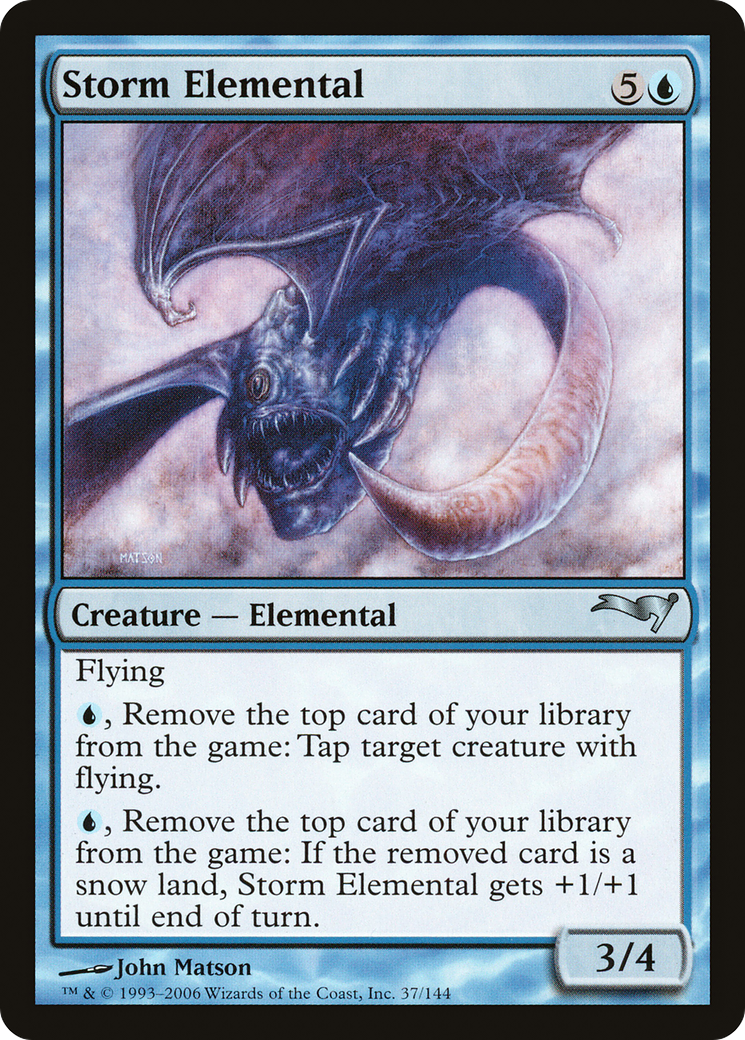 Storm Elemental
5
MATSON
Creature — Elemental
Flying
, Remove the top card of your library
from the game: Tap target creature with
flying.
, Remove the top card of your library
from the game: If the removed card is a
snow land, Storm Elemental gets +1/+1
until end of turn.
3/4
John Matson
™ & © 1993–2006 Wizards of the Coast, Inc. 37/144